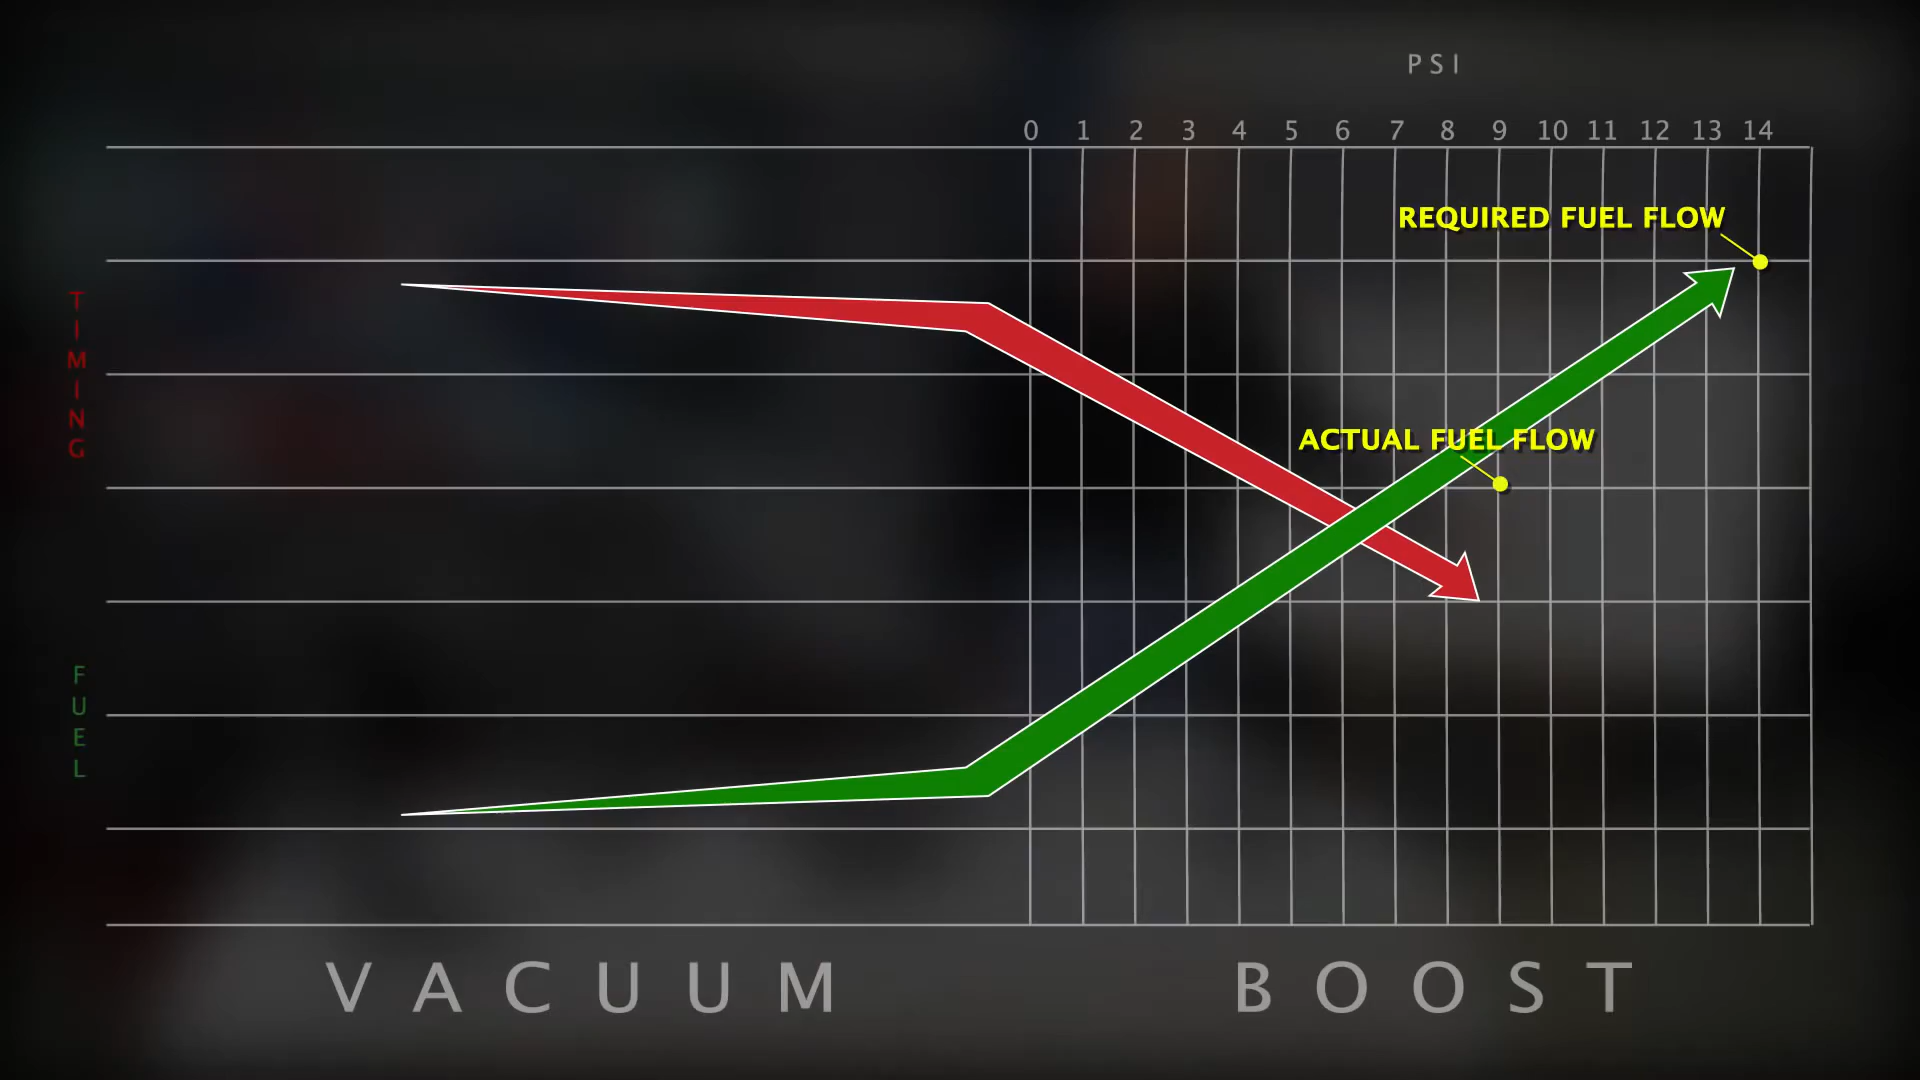 PSI
0 1 2 3 4 5 6 7 8 9 10 11 12 13 14
REQUIRED FUEL FLOW
TIMING
ACTUAL FUEL FLOW
FUEL
VACUUM BOOST